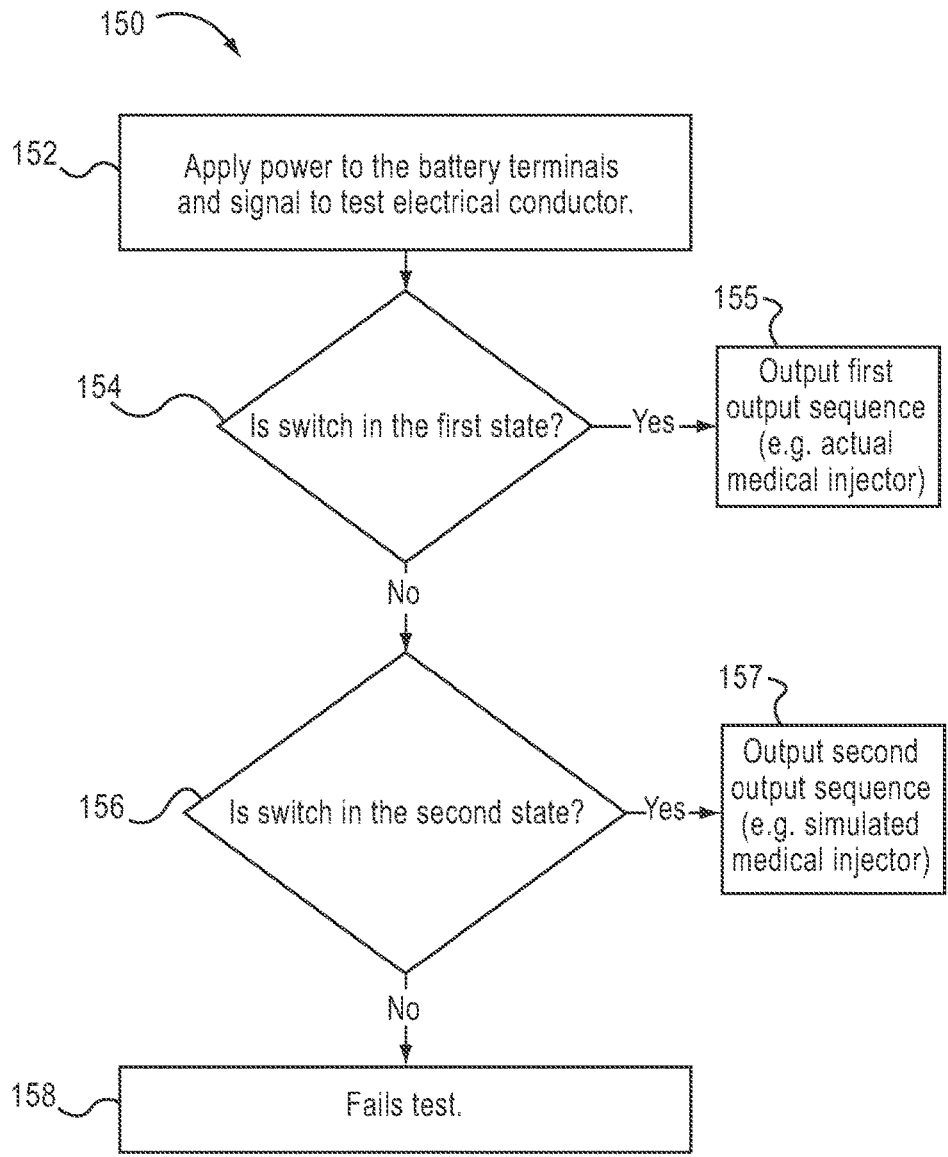 150
152
Apply power to the battery terminals
and signal to test electrical conductor.
154
Is switch in the first state?
Yes
155
Output first
output sequence
(e.g. actual
medical injector)
No
156
Is switch in the second state?
Yes
157
Output second
output sequence
(e.g. simulated
medical injector)
No
158
Fails test.